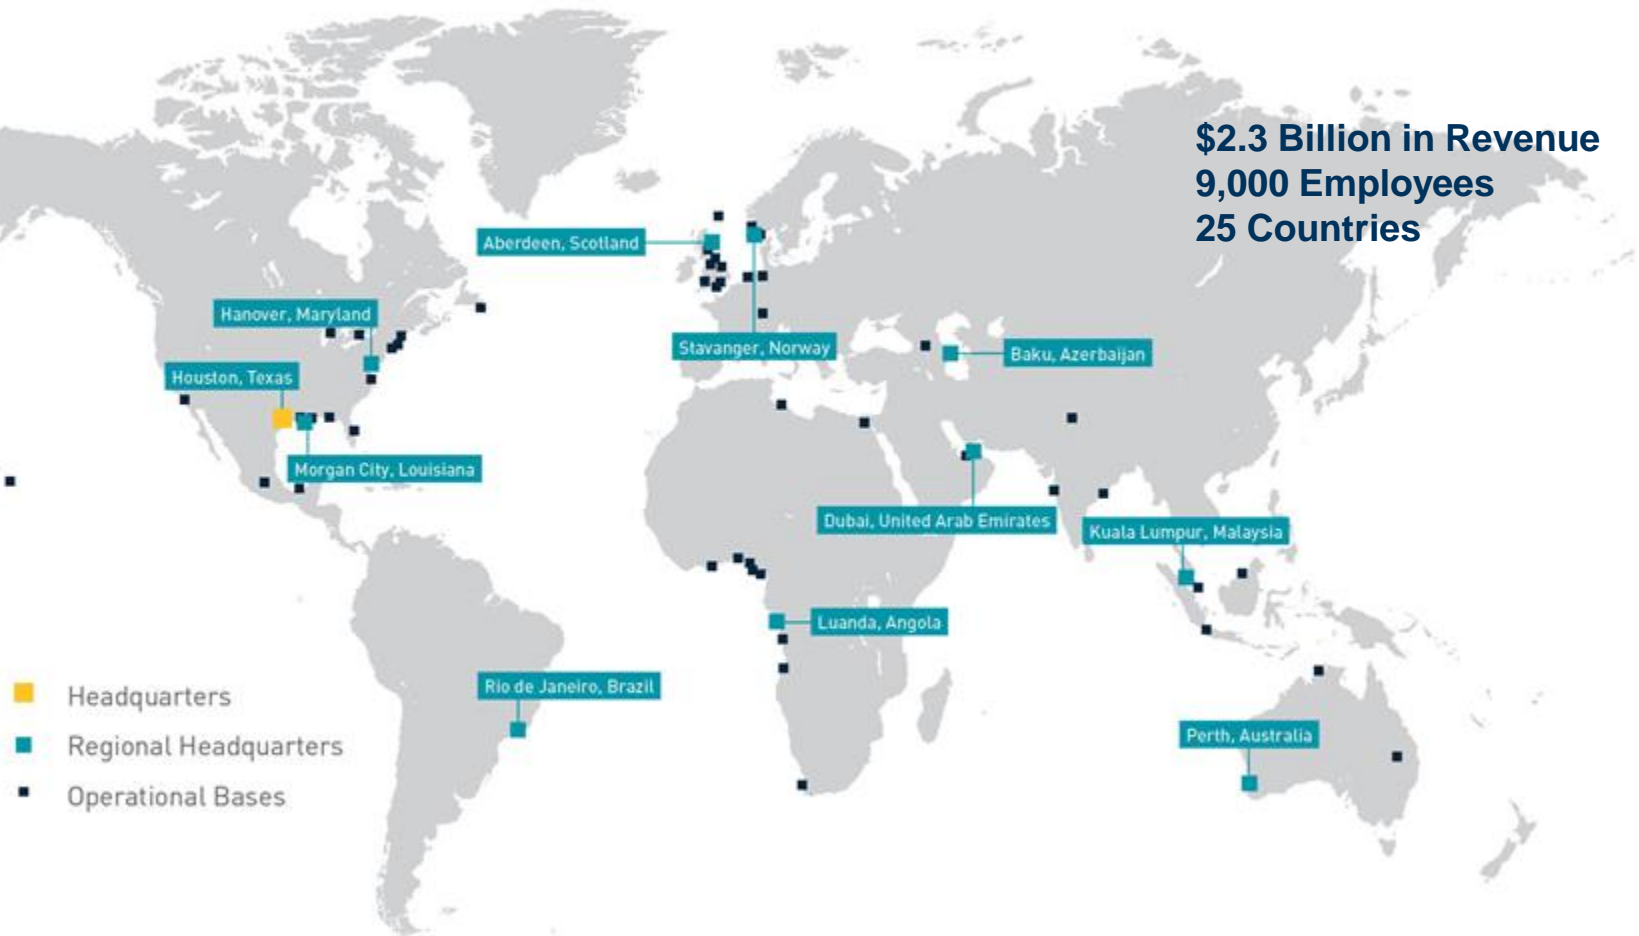 $2.3 Billion in Revenue
9,000 Employees
25 Countries
Aberdeen, Scotland
Hanover, Maryland
Stavanger, Norway
Baku, Azerbaijan
Houston, Texas
Morgan City, Louisiana
Dubai, United Arab Emirates
Kuala Lumpur, Malaysia
Luanda, Angola
Rio de Janeiro, Brazil
Perth, Australia
Headquarters
Regional Headquarters
Operational Bases